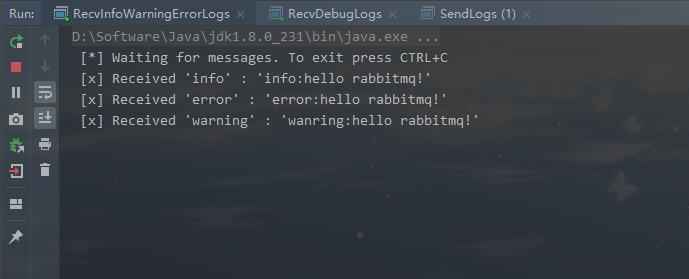 Run: RecvInfoWarningErrorLogs × RecvDebugLogs × SendLogs (1) ×
D:\Software\Java\jdk1.8.0_231\bin\java.exe ...
[*] Waiting for messages. To exit press CTRL+C
[x] Received 'info' : 'info:hello rabbitmq!'
[x] Received 'error' : 'error:hello rabbitmq!'
[x] Received 'warning' : 'wanring:hello rabbitmq!'